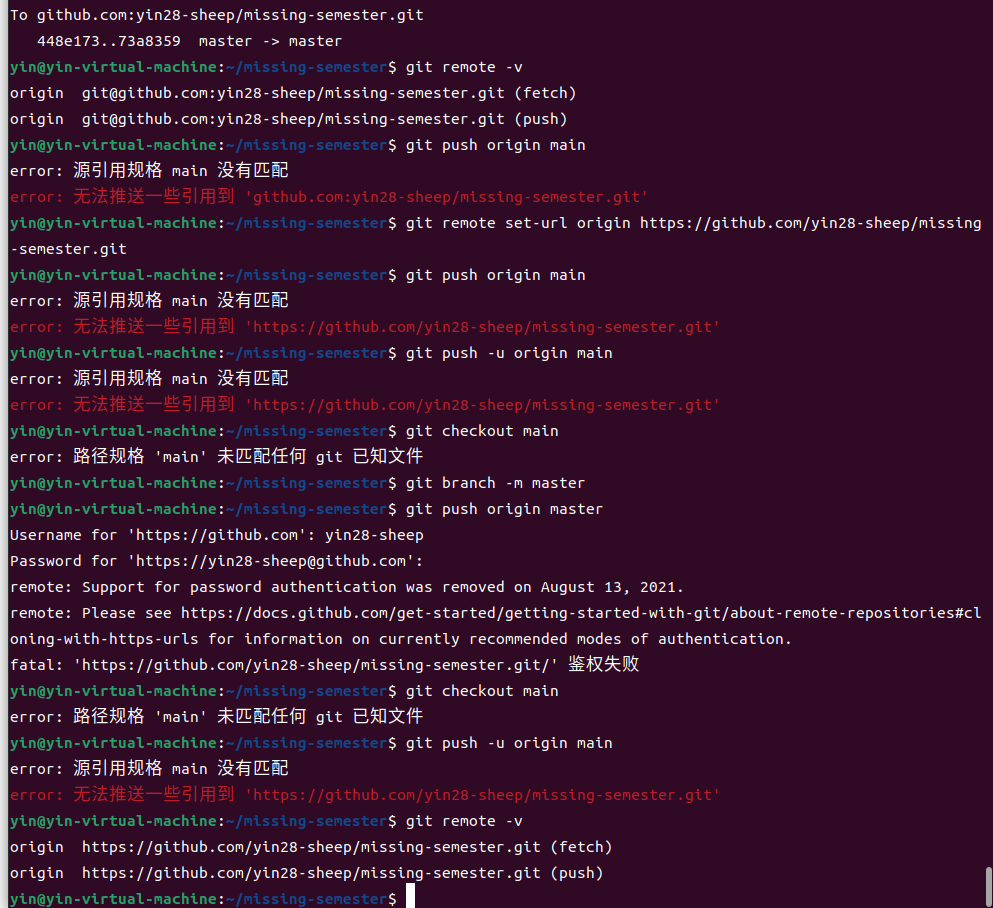 To github.com:yin28-sheep/missing-semester.git
   448e173..73a8359  master -> master
yin@yin-virtual-machine:~/missing-semester$ git remote -v
origin  git@github.com:yin28-sheep/missing-semester.git (fetch)
origin  git@github.com:yin28-sheep/missing-semester.git (push)
yin@yin-virtual-machine:~/missing-semester$ git push origin main
error: 源引用规格 main 没有匹配
error: 无法推送一些引用到 'github.com:yin28-sheep/missing-semester.git'
yin@yin-virtual-machine:~/missing-semester$ git remote set-url origin https://github.com/yin28-sheep/missing
-semester.git
yin@yin-virtual-machine:~/missing-semester$ git push origin main
error: 源引用规格 main 没有匹配
error: 无法推送一些引用到 'https://github.com/yin28-sheep/missing-semester.git'
yin@yin-virtual-machine:~/missing-semester$ git push -u origin main
error: 源引用规格 main 没有匹配
error: 无法推送一些引用到 'https://github.com/yin28-sheep/missing-semester.git'
yin@yin-virtual-machine:~/missing-semester$ git checkout main
error: 路径规格 'main' 未匹配任何 git 已知文件
yin@yin-virtual-machine:~/missing-semester$ git branch -m master
yin@yin-virtual-machine:~/missing-semester$ git push origin master
Username for 'https://github.com': yin28-sheep
Password for 'https://yin28-sheep@github.com':
remote: Support for password authentication was removed on August 13, 2021.
remote: Please see https://docs.github.com/get-started/getting-started-with-git/about-remote-repositories#cl
oning-with-https-urls for information on currently recommended modes of authentication.
fatal: 'https://github.com/yin28-sheep/missing-semester.git/' 鉴权失败
yin@yin-virtual-machine:~/missing-semester$ git checkout main
error: 路径规格 'main' 未匹配任何 git 已知文件
yin@yin-virtual-machine:~/missing-semester$ git push -u origin main
error: 源引用规格 main 没有匹配
error: 无法推送一些引用到 'https://github.com/yin28-sheep/missing-semester.git'
yin@yin-virtual-machine:~/missing-semester$ git remote -v
origin  https://github.com/yin28-sheep/missing-semester.git (fetch)
origin  https://github.com/yin28-sheep/missing-semester.git (push)
yin@yin-virtual-machine:~/missing-semester$